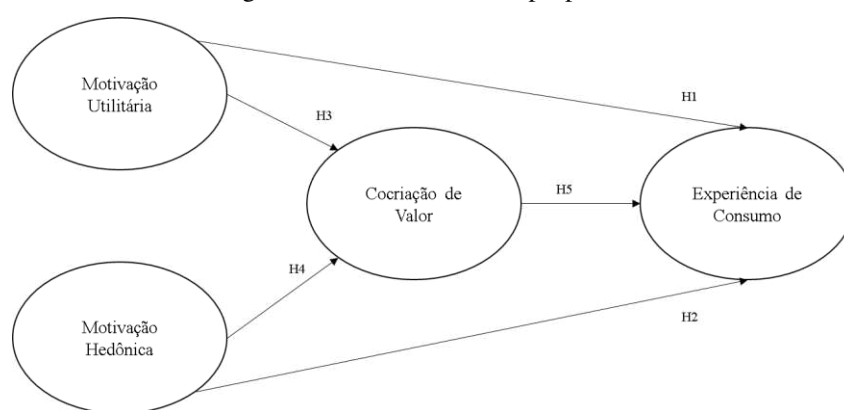 Motivação
Utilitária
H1
H3
Cocriação de
Valor
H5
Experiência de
Consumo
H4
Motivação
Hedônica
H2